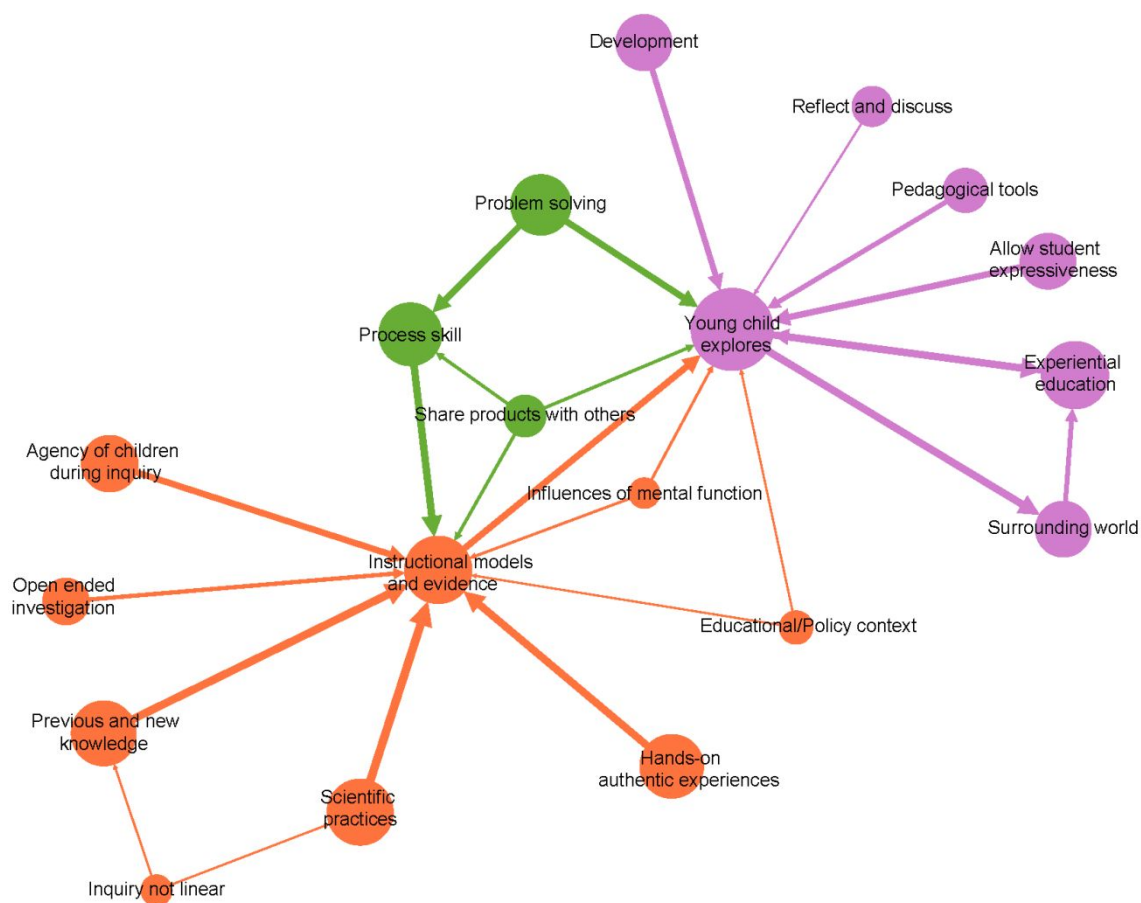 Development
Reflect and discuss
Pedagogical tools
Problem solving
Allow student
expressiveness
Young child
explores
Process skill
Experiential
education
Share products with others
Agency of children
during inquiry
Influences of mental function
Surrounding world
Instructional models
and evidence
Open ended
investigation
Educational/Policy context
Previous and new
knowledge
Hands-on
authentic experiences
Scientific
practices
Inquiry not linear